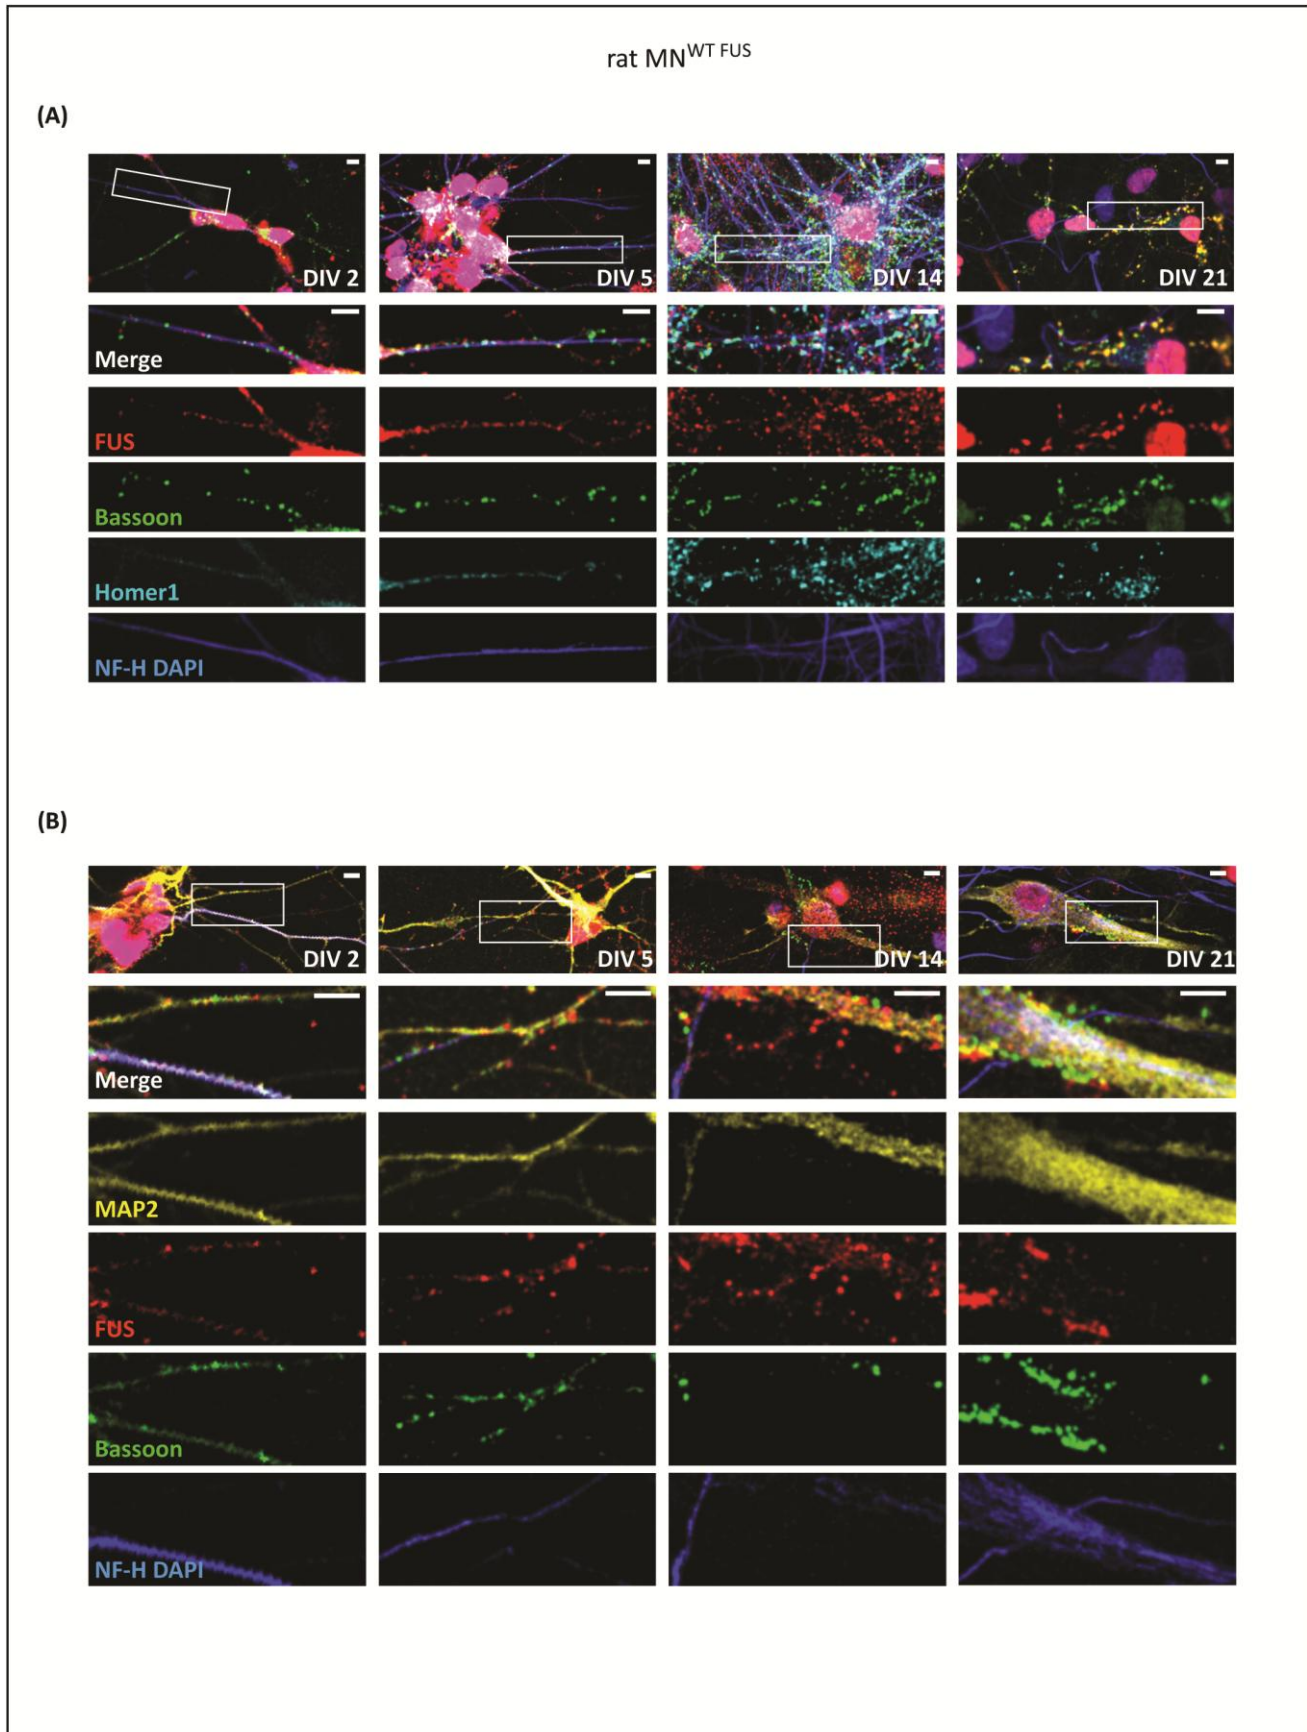 rat MN^WT FUS
(A)
DIV 2 DIV 5 DIV 14 DIV 21
Merge
FUS
Bassoon
Homer1
NF-H DAPI
(B)
DIV 2 DIV 5 DIV 14 DIV 21
Merge
MAP2
FUS
Bassoon
NF-H DAPI